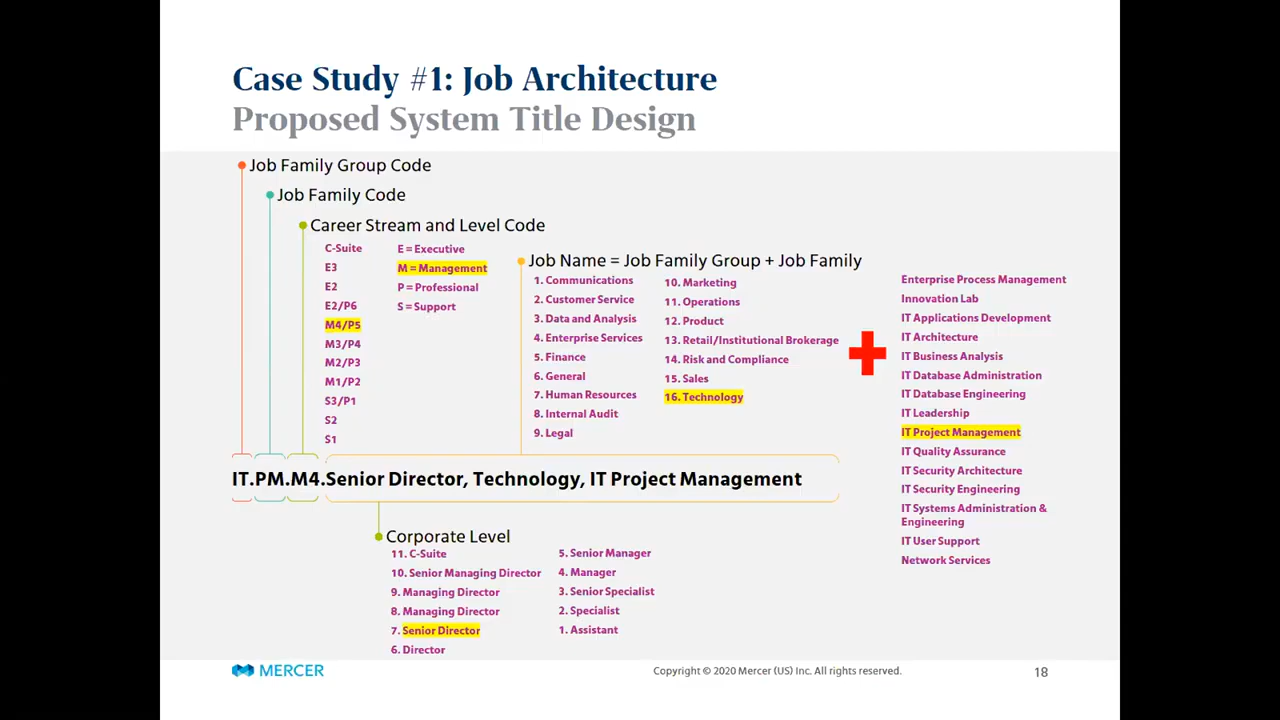 Case Study #1: Job Architecture
Proposed System Title Design
Job Family Group Code
Job Family Code
Career Stream and Level Code
C-Suite
E3
E2
E2/P6
M4/P5
M3/P4
M2/P3
M1/P2
S3/P1
S2
S1
E = Executive
M = Management
P = Professional
S = Support
Job Name = Job Family Group + Job Family
1. Communications
2. Customer Service
3. Data and Analysis
4. Enterprise Services
5. Finance
6. General
7. Human Resources
8. Internal Audit
9. Legal
10. Marketing
11. Operations
12. Product
13. Retail/Institutional Brokerage
14. Risk and Compliance
15. Sales
16. Technology
Enterprise Process Management
Innovation Lab
IT Applications Development
IT Architecture
IT Business Analysis
IT Database Administration
IT Database Engineering
IT Leadership
IT Project Management
IT Quality Assurance
IT Security Architecture
IT Security Engineering
IT Systems Administration &
Engineering
IT User Support
Network Services
IT.PM.M4.Senior Director, Technology, IT Project Management
Corporate Level
11. C-Suite
10. Senior Managing Director
9. Managing Director
8. Managing Director
7. Senior Director
6. Director
5. Senior Manager
4. Manager
3. Senior Specialist
2. Specialist
1. Assistant
MERCER
Copyright © 2020 Mercer (US) Inc. All rights reserved.
18